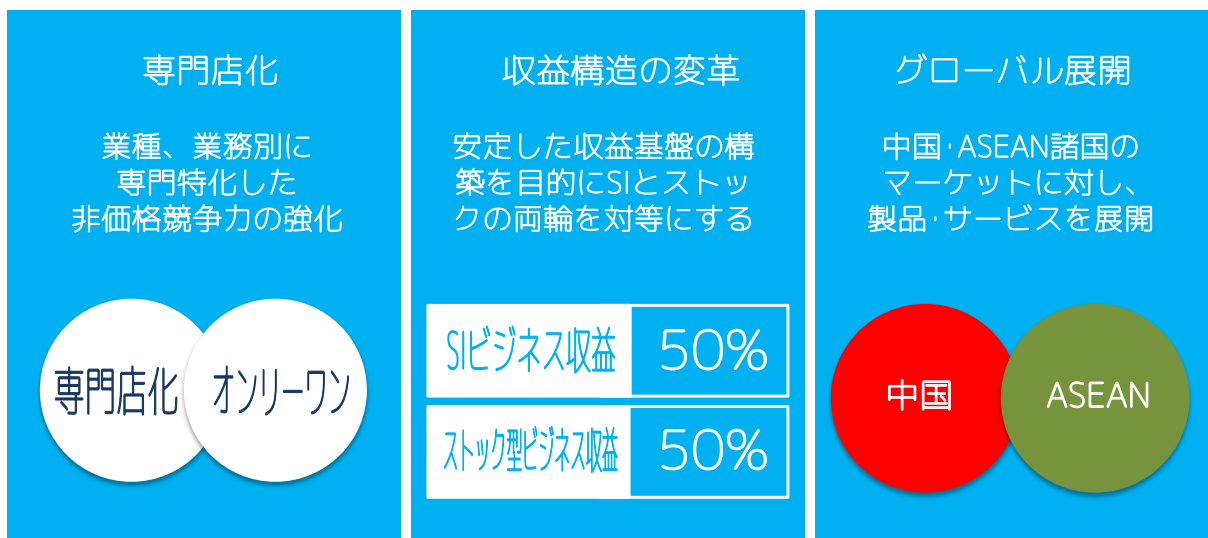 専門店化
業種、業務別に
専門特化した
非価格競争力の強化
専門店化
オンリーワン
収益構造の変革
安定した収益基盤の構
築を目的にSIとストッ
クの両輪を対等にする
SIビジネス収益
50%
ストック型ビジネス収益
50%
グローバル展開
中国・ASEAN諸国の
マーケットに対し、
製品・サービスを展開
中国
ASEAN